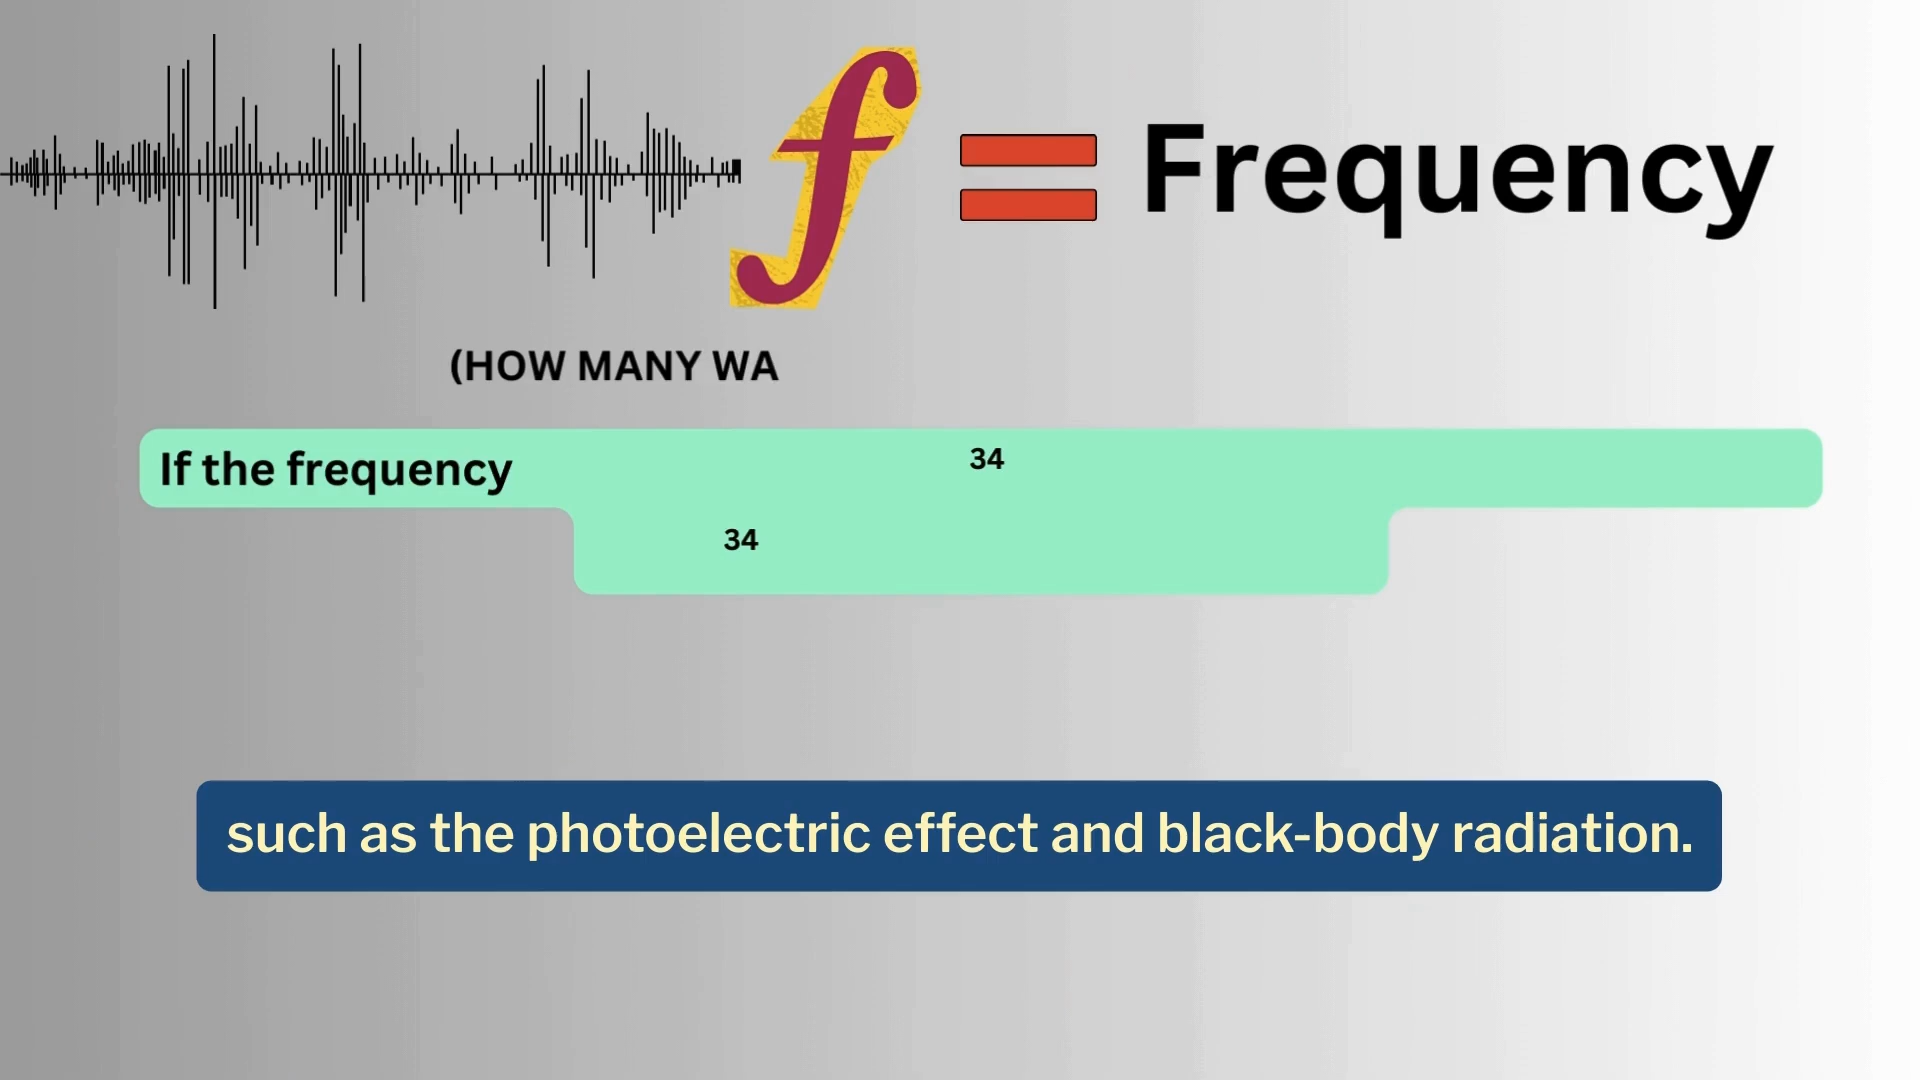 f = Frequency
(HOW MANY WA
If the frequency 34
34
such as the photoelectric effect and black-body radiation.